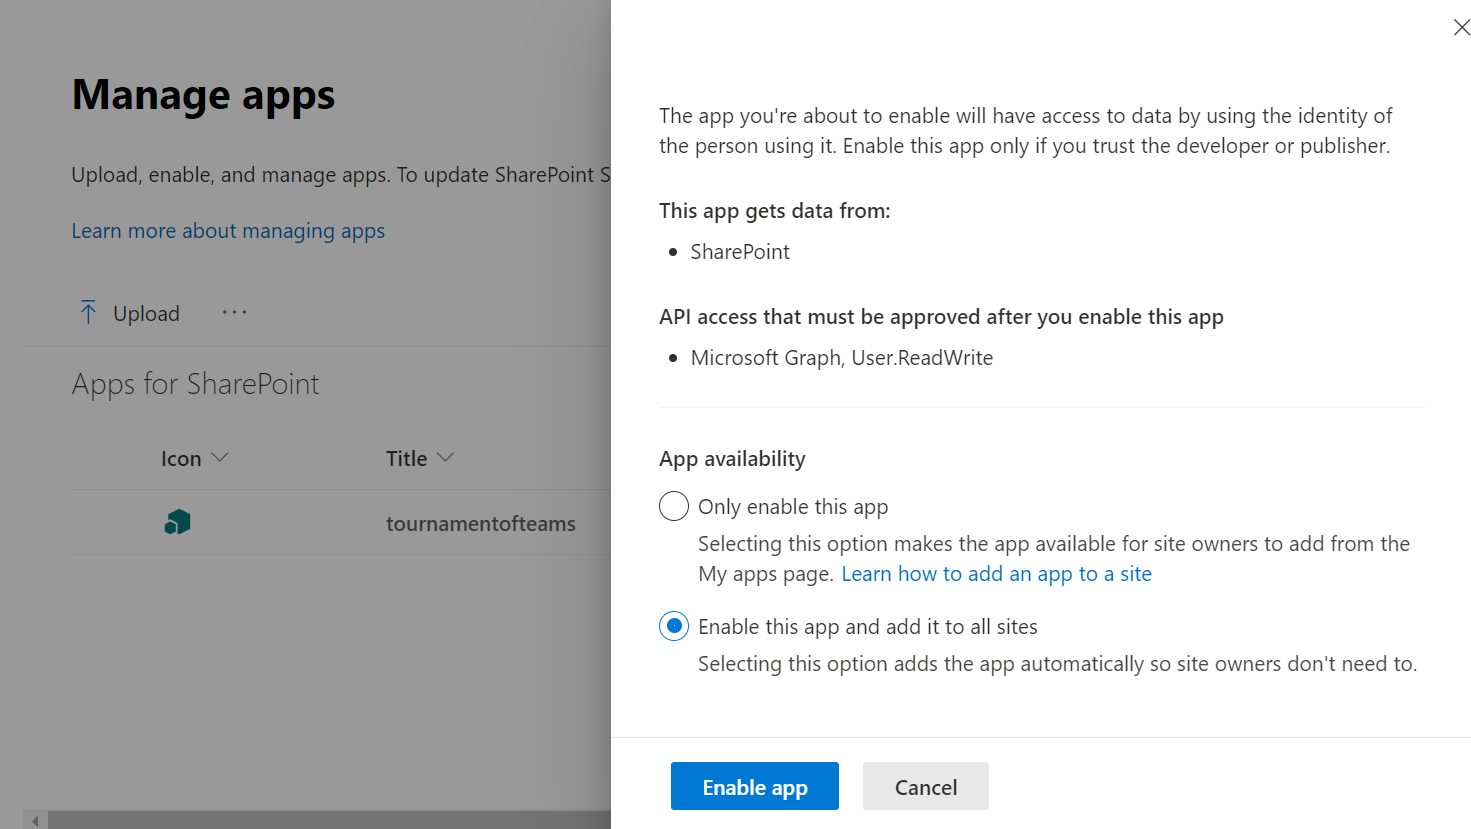 Manage apps
Upload, enable, and manage apps. To update SharePoint S
Learn more about managing apps
Upload
Apps for SharePoint
Icon
Title
tournamentofteams
The app you're about to enable will have access to data by using the identity of
the person using it. Enable this app only if you trust the developer or publisher.
This app gets data from:
• SharePoint
API access that must be approved after you enable this app
• Microsoft Graph, User.ReadWrite
App availability
Only enable this app
Selecting this option makes the app available for site owners to add from the
My apps page. Learn how to add an app to a site
Enable this app and add it to all sites
Selecting this option adds the app automatically so site owners don't need to.
Enable app
Cancel